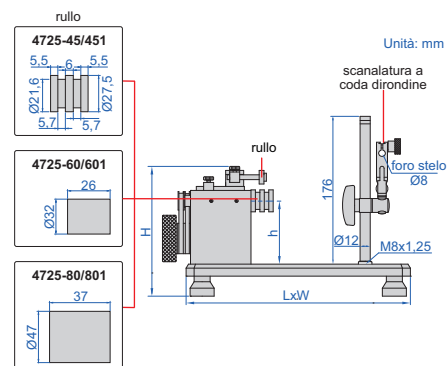 rullo
4725-45/451
5,5 6 5,5
Ø21,6
Ø27,5
5,7
5,7
4725-60/601
26
Ø32
4725-80/801
37
Ø47
Unità: mm
scanalatura a
coda dirondine
rullo
foro stelo
Ø8
176
H
h
Ø12
M8x1,25
LxW